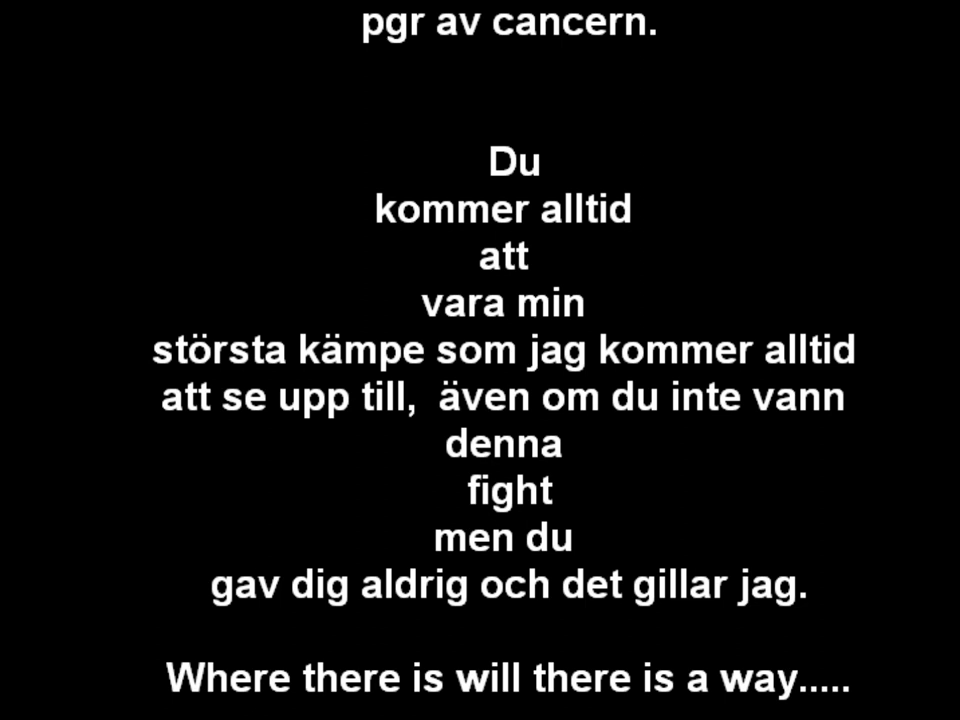 pgr av cancern.
Du
kommer alltid
att
vara min
största kämpe som jag kommer alltid
att se upp till,  även om du inte vann
denna
fight
men du
gav dig aldrig och det gillar jag.
Where there is will there is a way.....